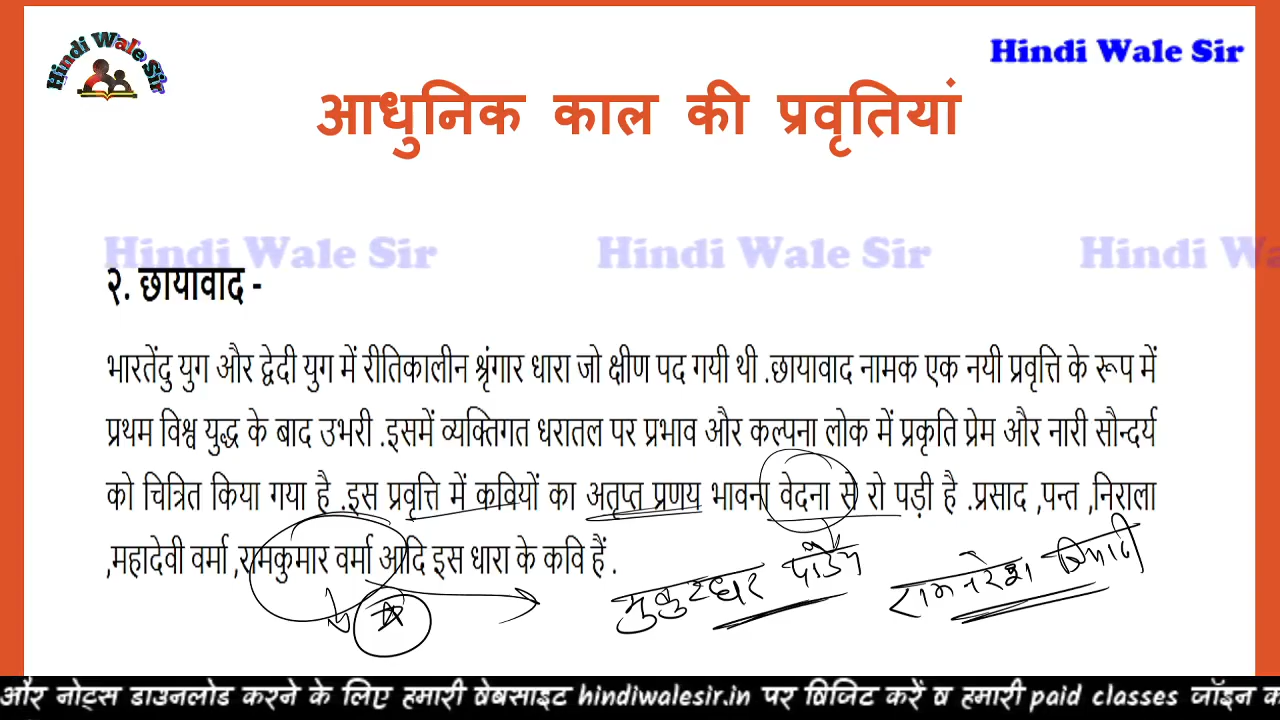 Hindi Wale Sir
Hindi Wale Sir
आधुनिक काल की प्रवृतियां
Hindi Wale Sir Hindi Wale Sir Hindi W
२. छायावाद -
भारतेंदु युग और द्वेदी युग में रीतिकालीन श्रृंगार धारा जो क्षीण पद गयी थी .छायावाद नामक एक नयी प्रवृत्ति के रूप में
प्रथम विश्व युद्ध के बाद उभरी .इसमें व्यक्तिगत धरातल पर प्रभाव और कल्पना लोक में प्रकृति प्रेम और नारी सौन्दर्य
को चित्रित किया गया है .इस प्रवृत्ति में कवियों का अतृप्त प्रणय भावना वेदना से रो पड़ी है .प्रसाद ,पन्त ,निराला
,महादेवी वर्मा ,रामकुमार वर्मा आदि इस धारा के कवि हैं .
मुकुटधर पाण्डेय रामनरेश त्रिपाठी
और नोट्स डाउनलोड करने के लिए हमारी वेबसाइट hindiwalesir.in पर विजिट करें व हमारी paid classes जॉइन क